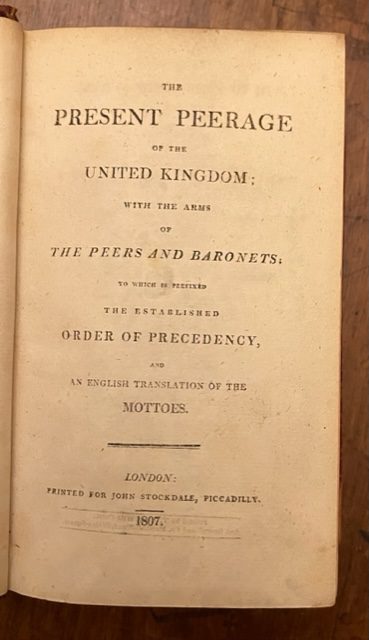 THE
PRESENT PEERAGE
OF THE
UNITED KINGDOM;
WITH THE ARMS
OF
THE PEERS AND BARONETS;
TO WHICH IS PREFIXED
THE ESTABLISHED
ORDER OF PRECEDENCY,
AND
AN ENGLISH TRANSLATION OF THE
MOTTOES.
LONDON:
PRINTED FOR JOHN STOCKDALE, PICCADILLY.
1807.